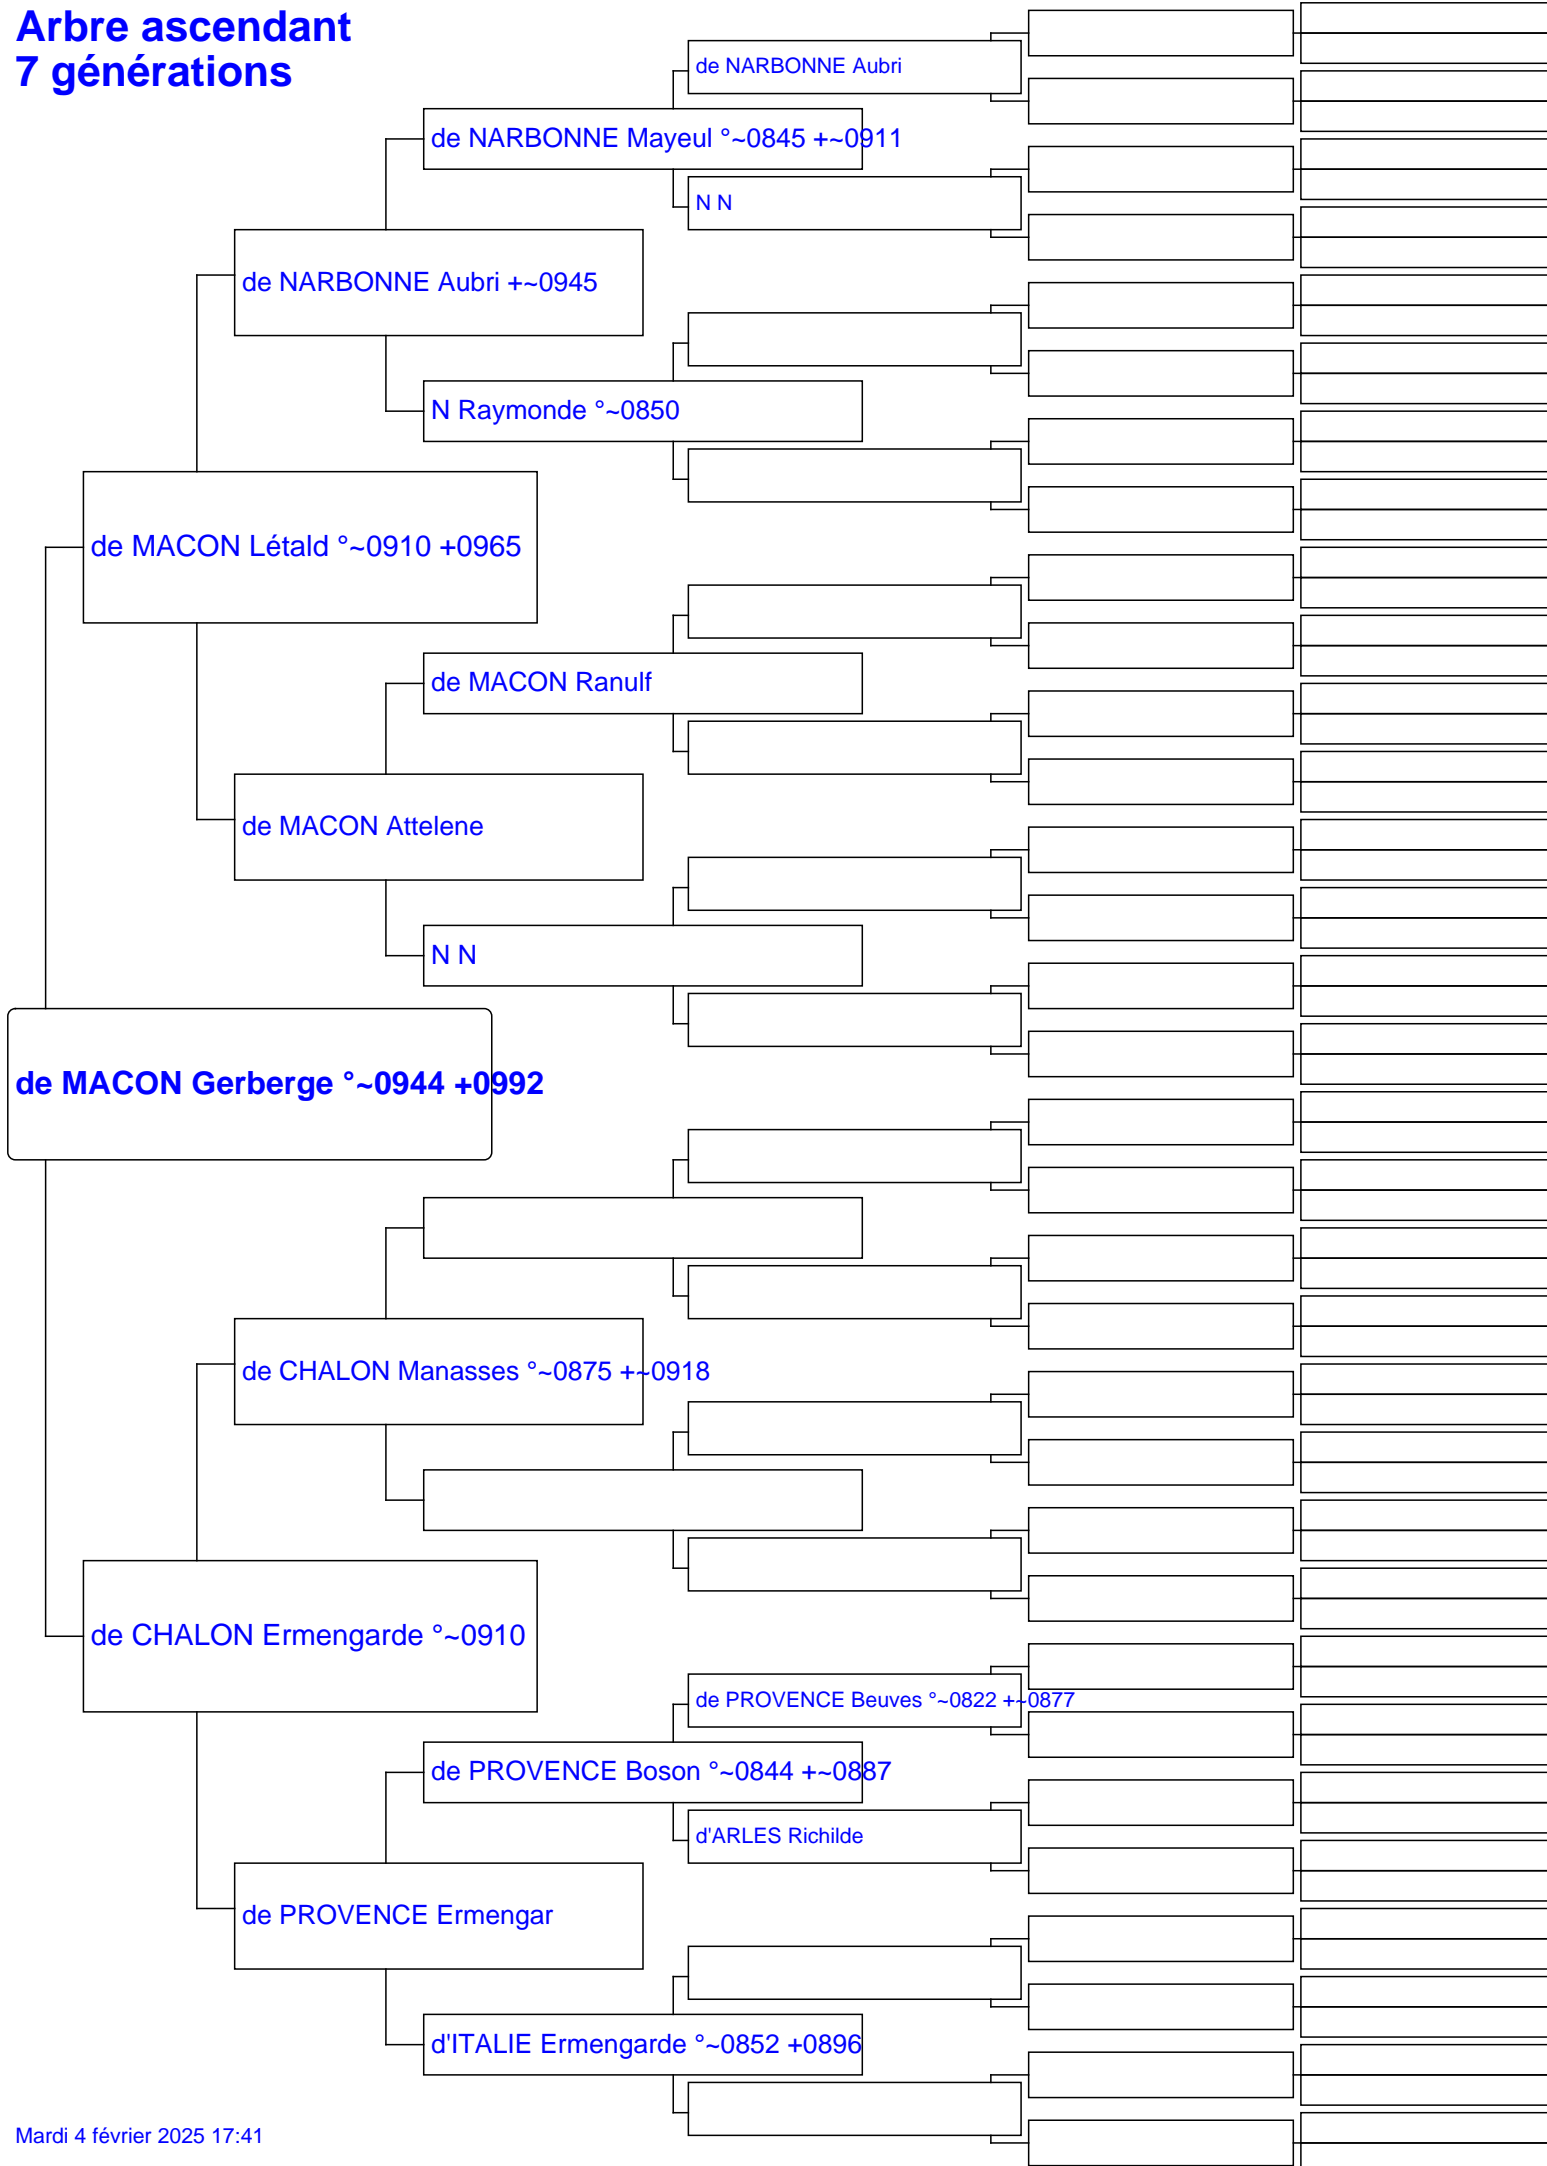 Arbre ascendant
7 générations
de NARBONNE Aubri
de NARBONNE Mayeul °~0845 +~0911
N N
de NARBONNE Aubri +~0945
N Raymonde °~0850
de MACON Létald °~0910 +0965
de MACON Ranulf
de MACON Attelene
N N
de MACON Gerberge °~0944 +0992
de CHALON Manasses °~0875 +~0918
de CHALON Ermengarde °~0910
de PROVENCE Beuves °~0822 +~0877
de PROVENCE Boson °~0844 +~0887
d'ARLES Richilde
de PROVENCE Ermengar
d'ITALIE Ermengarde °~0852 +0896
Mardi 4 février 2025 17:41